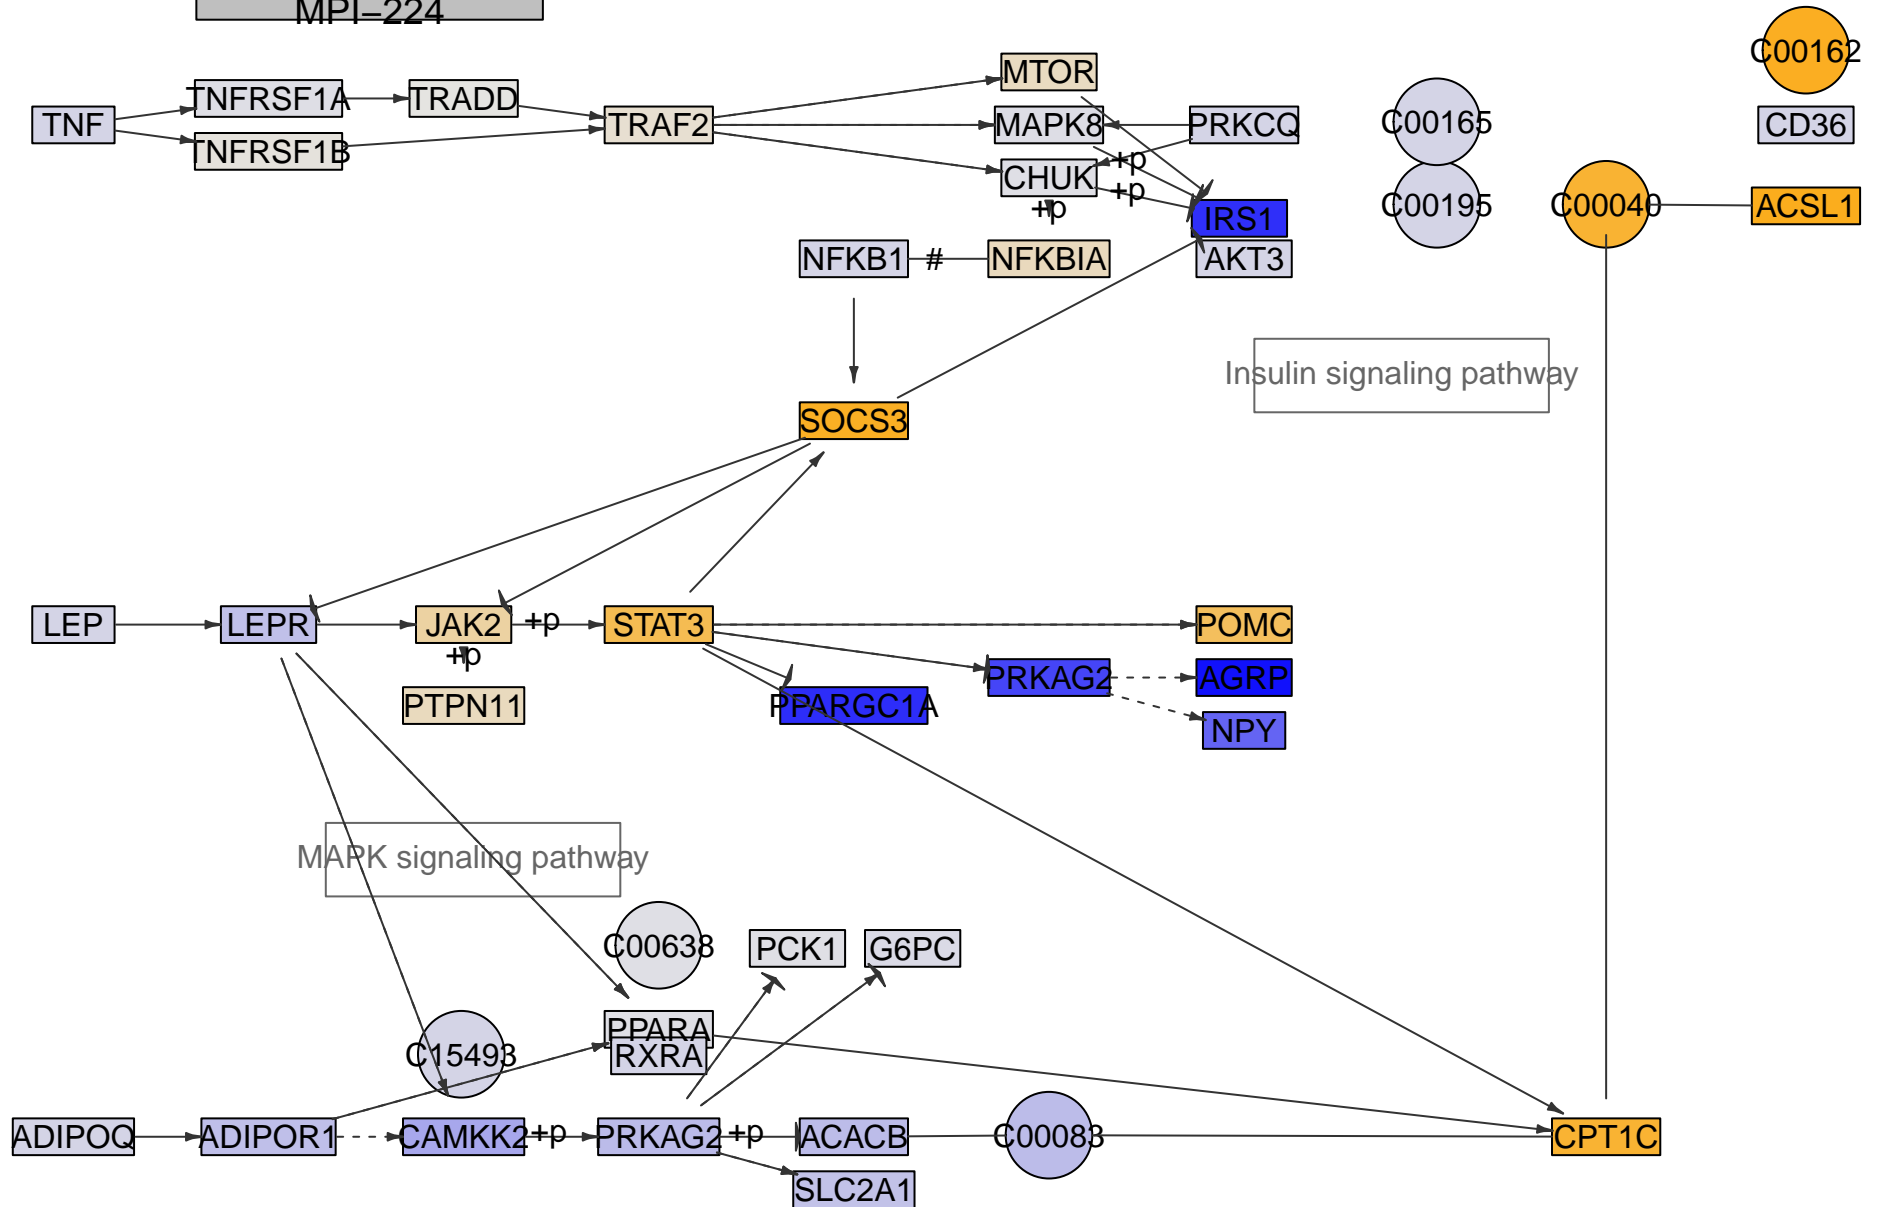 MPI–224
C00162
MTOR
TNFRSF1A
TRADD
TNF
TRAF2
MAPK8
PRKCQ
C00165
CD36
TNFRSF1B
+p
CHUK
+p
+p
C00195
C00040
ACSL1
IRS1
NFKB1
#
NFKBIA
AKT3
Insulin signaling pathway
SOCS3
LEP
LEPR
JAK2
+p
STAT3
POMC
+p
PRKAG2
AGRP
PTPN11
PPARGC1A
NPY
MAPK signaling pathway
C00638
PCK1
G6PC
PPARA
C15493
RXRA
ADIPOQ
ADIPOR1
CAMKK2
+p
PRKAG2
+p
ACACB
C00083
CPT1C
SLC2A1